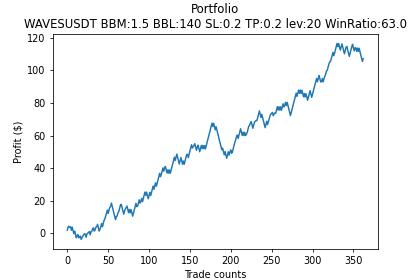 Portfolio
WAVESUSDT BBM:1.5 BBL:140 SL:0.2 TP:0.2 lev:20 WinRatio:63.0
120
100
80
60
40
20
0
Profit ($)
0 50 100 150 200 250 300 350
Trade counts